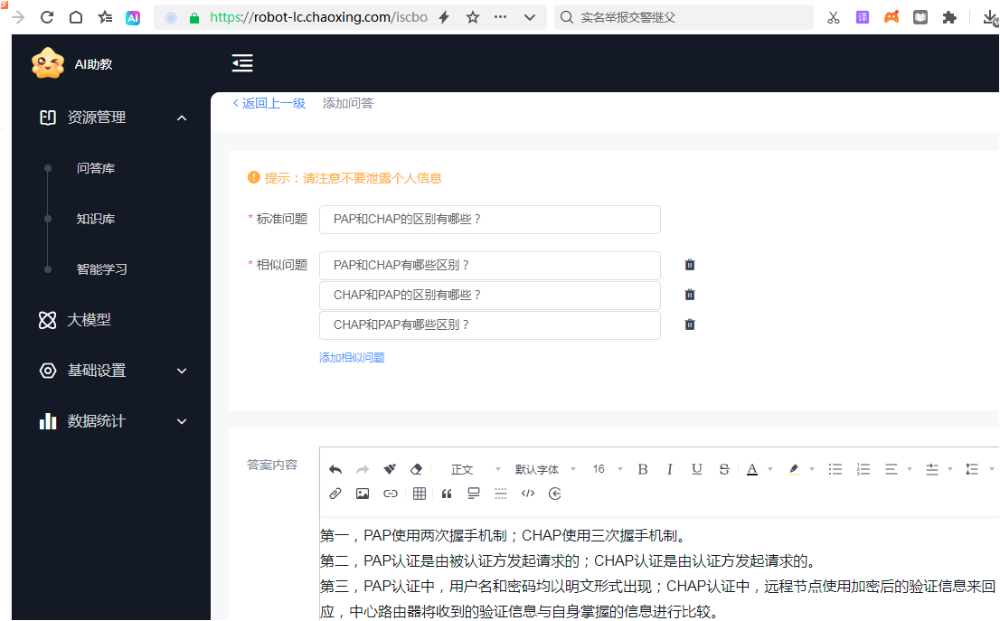 https://robot-lc.chaoxing.com/iscbo
实名举报交警继父
译
AI
AI助教
资源管理
问答库
知识库
智能学习
大模型
基础设置
数据统计
返回上一级 添加问答
提示：请注意不要泄露个人信息
* 标准问题 PAP和CHAP的区别有哪些？
* 相似问题 PAP和CHAP有哪些区别？
CHAP和PAP的区别有哪些？
CHAP和PAP有哪些区别？
添加相似问题
答案内容
正文 默认字体 16 B I U S A
第一，PAP使用两次握手机制；CHAP使用三次握手机制。
第二，PAP认证是由被认证方发起请求的；CHAP认证是由认证方发起请求的。
第三，PAP认证中，用户名和密码均以明文形式出现；CHAP认证中，远程节点使用加密后的验证信息来回
应，中心路由器将收到的验证信息与自身掌握的信息进行比较。